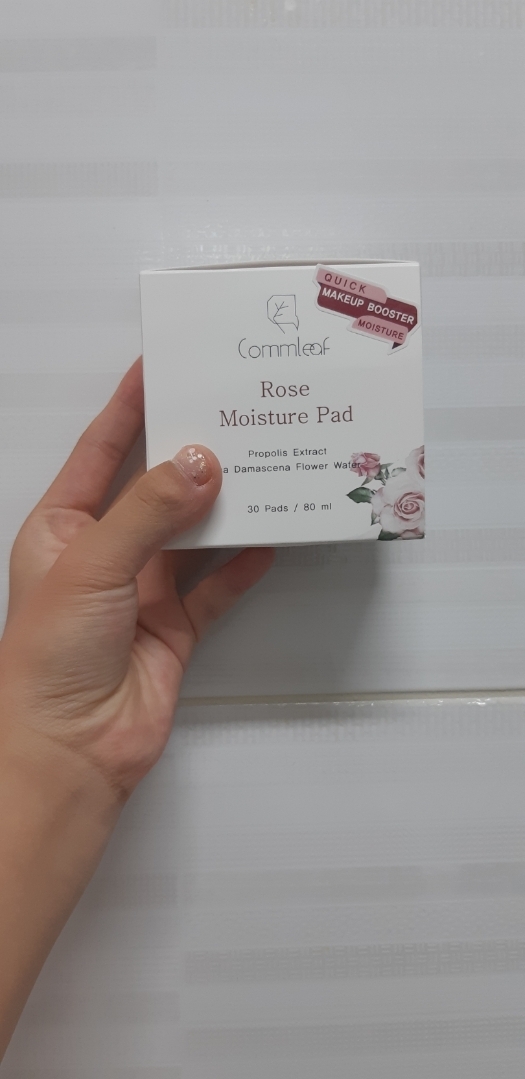 QUICK
MAKEUP BOOSTER
MOISTURE
Commleaf
Rose
Moisture Pad
Propolis Extract
a Damascena Flower Water
30 Pads / 80 ml